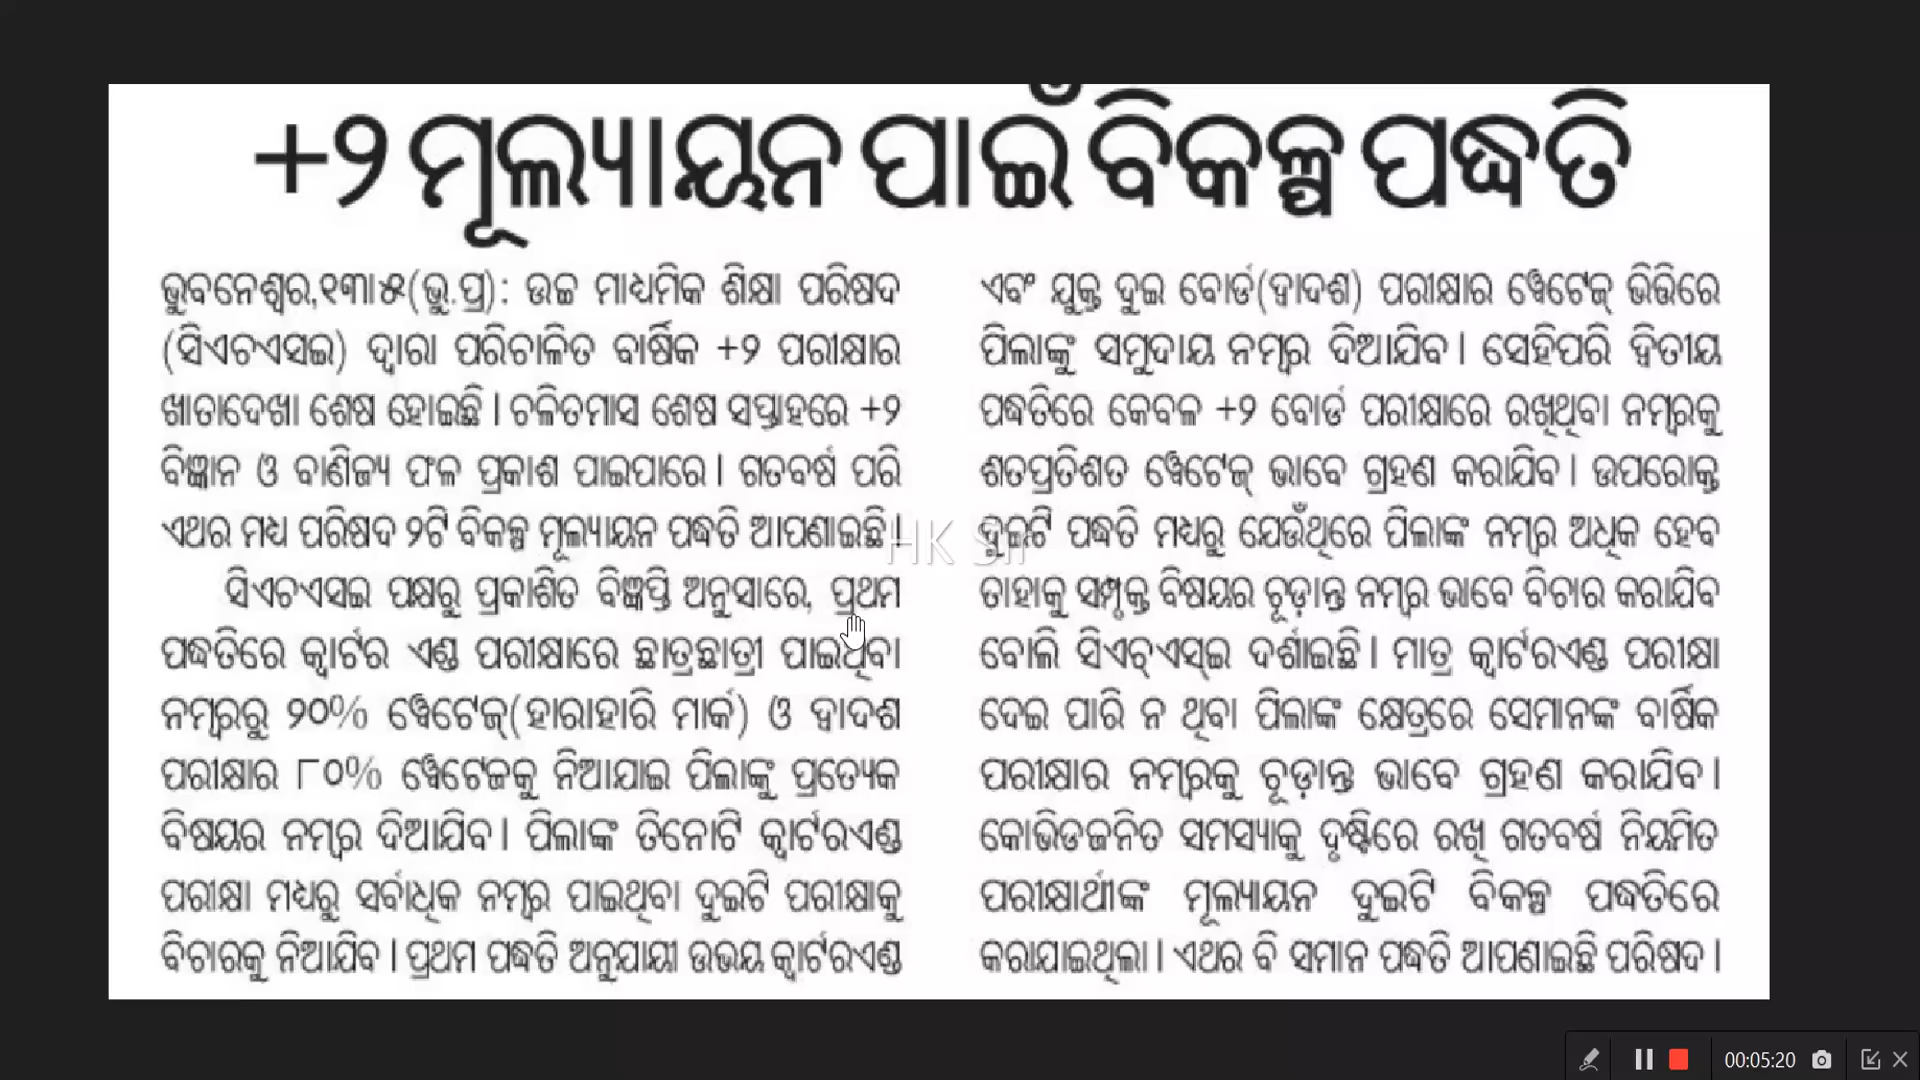 +୨ ମୂଲ୍ୟାୟନ ପାଇଁ ବିକଳ୍ପ ପଦ୍ଧତି
ଭୁବନେଶ୍ୱର,୧୩ା୫(ଭୁ.ପ୍ର): ଉଚ୍ଚ ମାଧ୍ୟମିକ ଶିକ୍ଷା ପରିଷଦ
(ସିଏଚଏସଇ) ଦ୍ୱାରା ପରିଚାଳିତ ବାର୍ଷିକ +୨ ପରୀକ୍ଷାର
ଖାତାଦେଖା ଶେଷ ହୋଇଛି । ଚଳିତମାସ ଶେଷ ସପ୍ତାହରେ +୨
ବିଜ୍ଞାନ ଓ ବାଣିଜ୍ୟ ଫଳ ପ୍ରକାଶ ପାଇପାରେ । ଗତବର୍ଷ ପରି
ଏଥର ମଧ୍ୟ ପରିଷଦ ୨ଟି ବିକଳ୍ପ ମୂଲ୍ୟାୟନ ପଦ୍ଧତି ଆପଣାଇଛି ।
ସିଏଚଏସଇ ପକ୍ଷରୁ ପ୍ରକାଶିତ ବିଜ୍ଞପ୍ତି ଅନୁସାରେ, ପ୍ରଥମ
ପଦ୍ଧତିରେ କ୍ୱାର୍ଟର ଏଣ୍ଡ ପରୀକ୍ଷାରେ ଛାତ୍ରଛାତ୍ରୀ ପାଇଥିବା
ନମ୍ବରରୁ ୨୦% ୱେଟେଜ୍(ହାରାହାରି ମାର୍କ) ଓ ଦ୍ୱାଦଶ
ପରୀକ୍ଷାର ୮୦% ୱେଟେଜକୁ ନିଆଯାଇ ପିଲାଙ୍କୁ ପ୍ରତ୍ୟେକ
ବିଷୟର ନମ୍ବର ଦିଆଯିବ । ପିଲାଙ୍କ ତିନୋଟି କ୍ୱାର୍ଟରଏଣ୍ଡ
ପରୀକ୍ଷା ମଧ୍ୟରୁ ସର୍ବାଧିକ ନମ୍ବର ପାଇଥିବା ଦୁଇଟି ପରୀକ୍ଷାକୁ
ବିଚାରକୁ ନିଆଯିବ । ପ୍ରଥମ ପଦ୍ଧତି ଅନୁଯାୟୀ ଉଭୟ କ୍ୱାର୍ଟରଏଣ୍ଡ
ଏବଂ ଯୁକ୍ତ ଦୁଇ ବୋର୍ଡ(ଦ୍ୱାଦଶ) ପରୀକ୍ଷାର ୱେଟେଜ୍ ଭିତ୍ତିରେ
ପିଲାଙ୍କୁ ସମୁଦାୟ ନମ୍ବର ଦିଆଯିବ । ସେହିପରି ଦ୍ୱିତୀୟ
ପଦ୍ଧତିରେ କେବଳ +୨ ବୋର୍ଡ ପରୀକ୍ଷାରେ ରଖିଥିବା ନମ୍ବରକୁ
ଶତପ୍ରତିଶତ ୱେଟେଜ୍ ଭାବେ ଗ୍ରହଣ କରାଯିବ । ଉପରୋକ୍ତ
ଦୁଇଟି ପଦ୍ଧତି ମଧ୍ୟରୁ ଯେଉଁଥିରେ ପିଲାଙ୍କ ନମ୍ବର ଅଧିକ ହେବ
ତାହାକୁ ସମ୍ପୃକ୍ତ ବିଷୟର ଚୂଡ଼ାନ୍ତ ନମ୍ବର ଭାବେ ବିଚାର କରାଯିବ
ବୋଲି ସିଏଚ୍ଏସ୍ଇ ଦର୍ଶାଇଛି । ମାତ୍ର କ୍ୱାର୍ଟରଏଣ୍ଡ ପରୀକ୍ଷା
ଦେଇ ପାରି ନ ଥିବା ପିଲାଙ୍କ କ୍ଷେତ୍ରରେ ସେମାନଙ୍କ ବାର୍ଷିକ
ପରୀକ୍ଷାର ନମ୍ବରକୁ ଚୂଡ଼ାନ୍ତ ଭାବେ ଗ୍ରହଣ କରାଯିବ ।
କୋଭିଡଜନିତ ସମସ୍ୟାକୁ ଦୃଷ୍ଟିରେ ରଖି ଗତବର୍ଷ ନିୟମିତ
ପରୀକ୍ଷାର୍ଥୀଙ୍କ ମୂଲ୍ୟାୟନ ଦୁଇଟି ବିକଳ୍ପ ପଦ୍ଧତିରେ
କରାଯାଇଥିଲା । ଏଥର ବି ସମାନ ପଦ୍ଧତି ଆପଣାଇଛି ପରିଷଦ ।
HK Sir
00:05:20